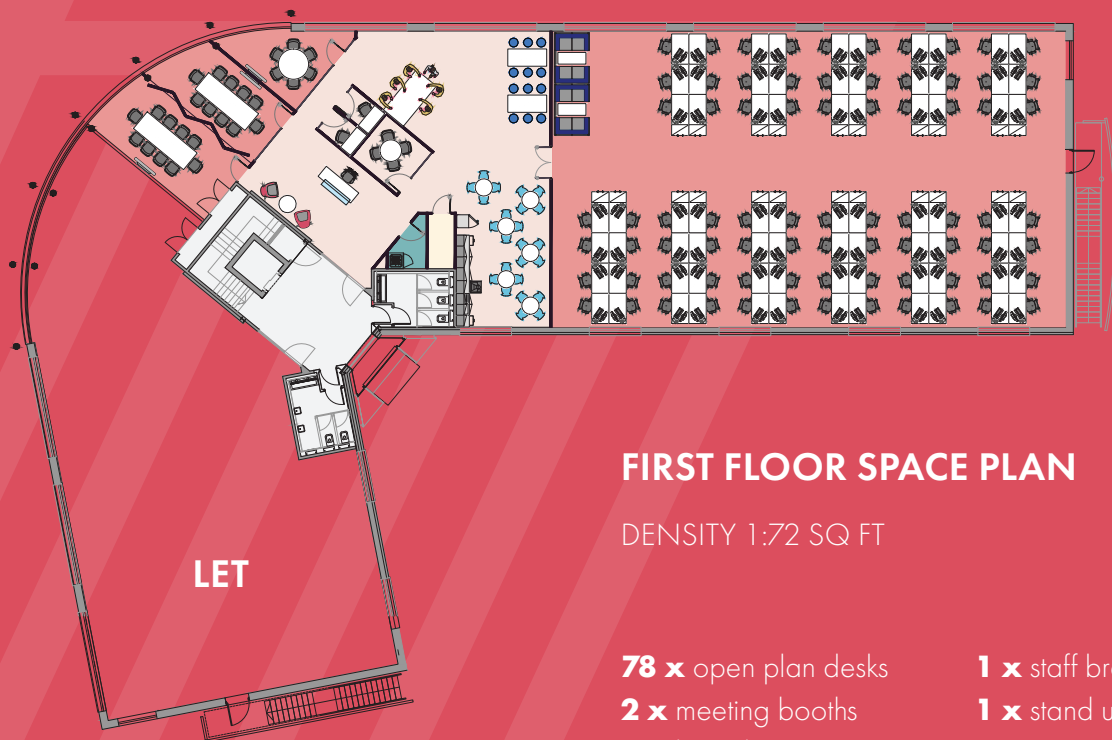 LET
FIRST FLOOR SPACE PLAN
DENSITY 1:72 SQ FT
78 x open plan desks
2 x meeting booths
1 x staff
1 x stand